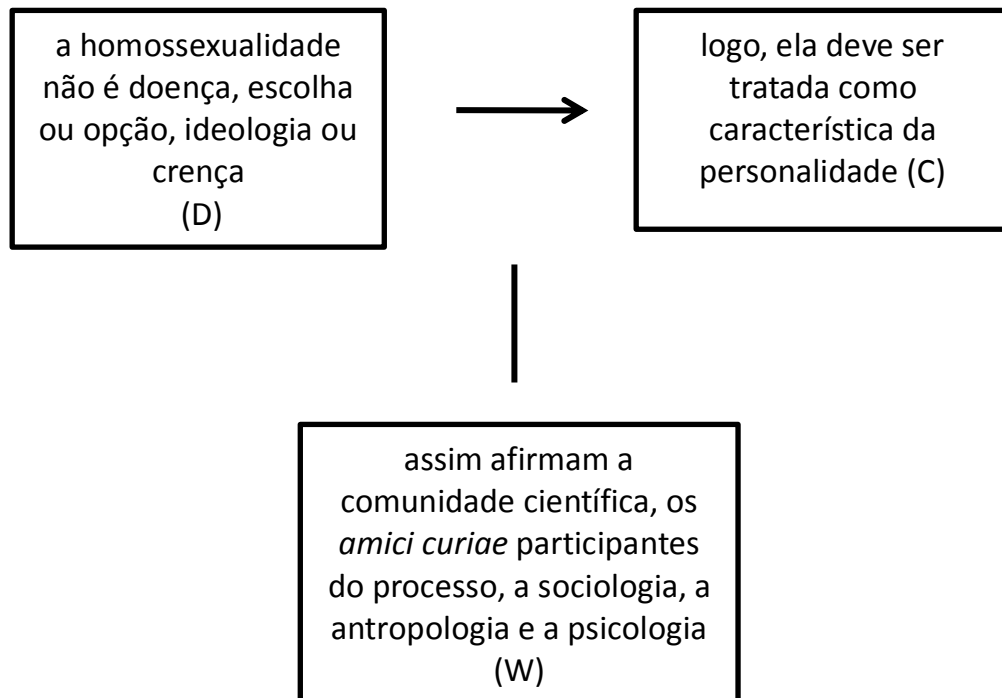 a homossexualidade
não é doença, escolha
ou opção, ideologia ou
crença
(D)
logo, ela deve ser
tratada como
característica da
personalidade (C)
assim afirmam a
comunidade científica, os
amici curiae participantes
do processo, a sociologia, a
antropologia e a psicologia
(W)